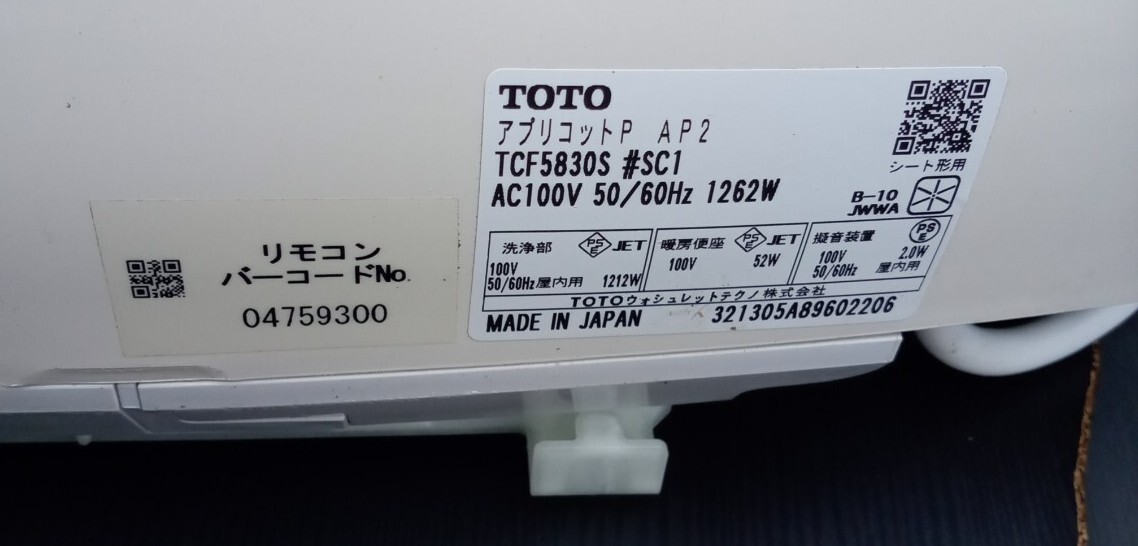 リモコン
バーコードNo.
04759300
TOTO
アプリコットP AP2
TCF5830S #SC1
AC100V 50/60Hz 1262W
シート形用
B-10
JWWA
洗浄部 PSE JET
100V
50/60Hz 屋内用 1212W
暖房便座 PSE JET
100V 52W
擬音装置 PSE
100V 2.0W
50/60Hz 屋内用
TOTOウォシュレットテクノ株式会社
MADE IN JAPAN 321305A89602206